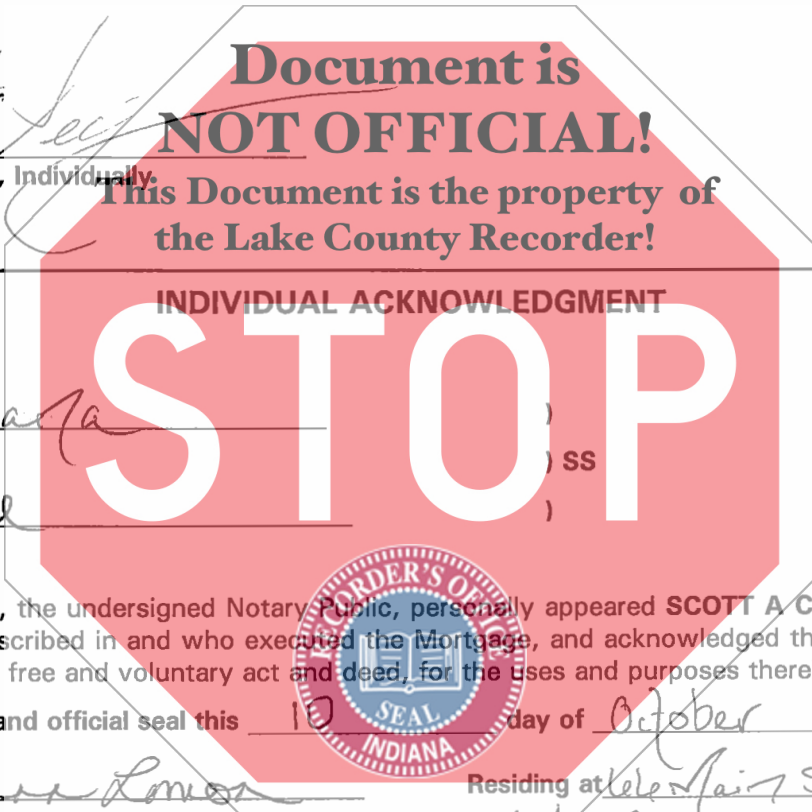 Document is
NOT OFFICIAL!
, Individually
This Document is the property of
the Lake County Recorder!
INDIVIDUAL ACKNOWLEDGMENT
STOP
)
) SS
)
RECORDER'S OFFICE
, the undersigned Notary Public, personally appeared SCOTT A C
scribed in and who executed the Mortgage, and acknowledged th
free and voluntary act and deed, for the uses and purposes there
SEAL
and official seal this 10 day of October
INDIANA
Residing at